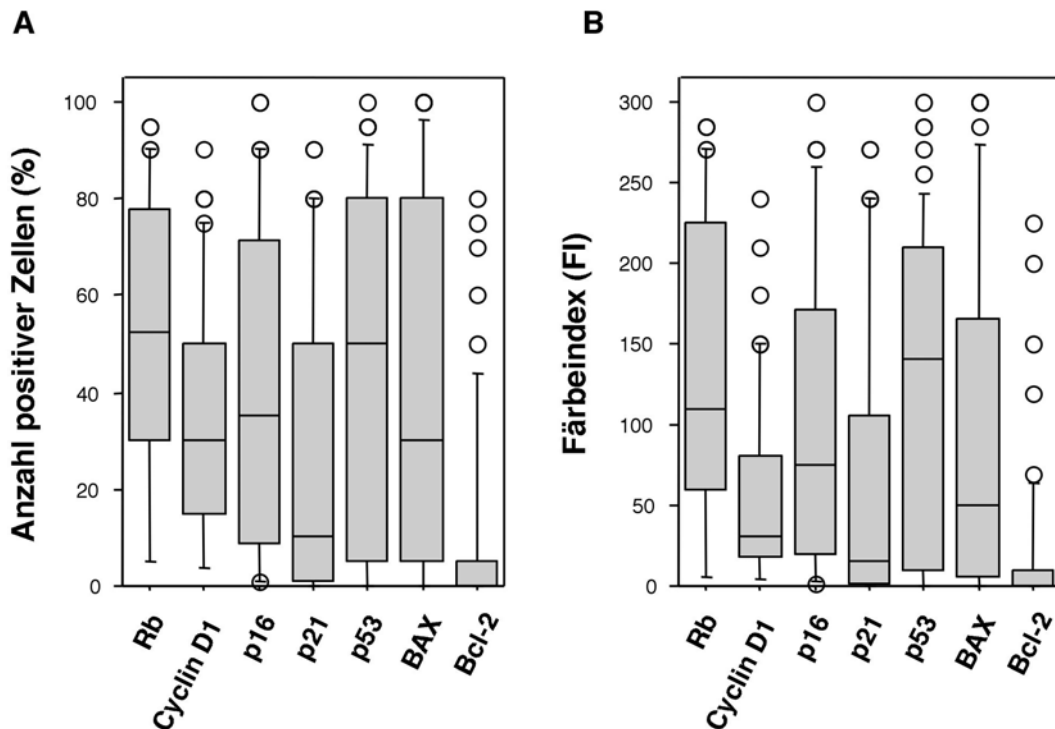 A
Anzahl positiver Zellen (%)
100
80
60
40
20
0
Rb
Cyclin D1
p16
p21
p53
BAX
Bcl-2
B
Färbeindex (FI)
300
250
200
150
100
50
0
Rb
Cyclin D1
p16
p21
p53
BAX
Bcl-2